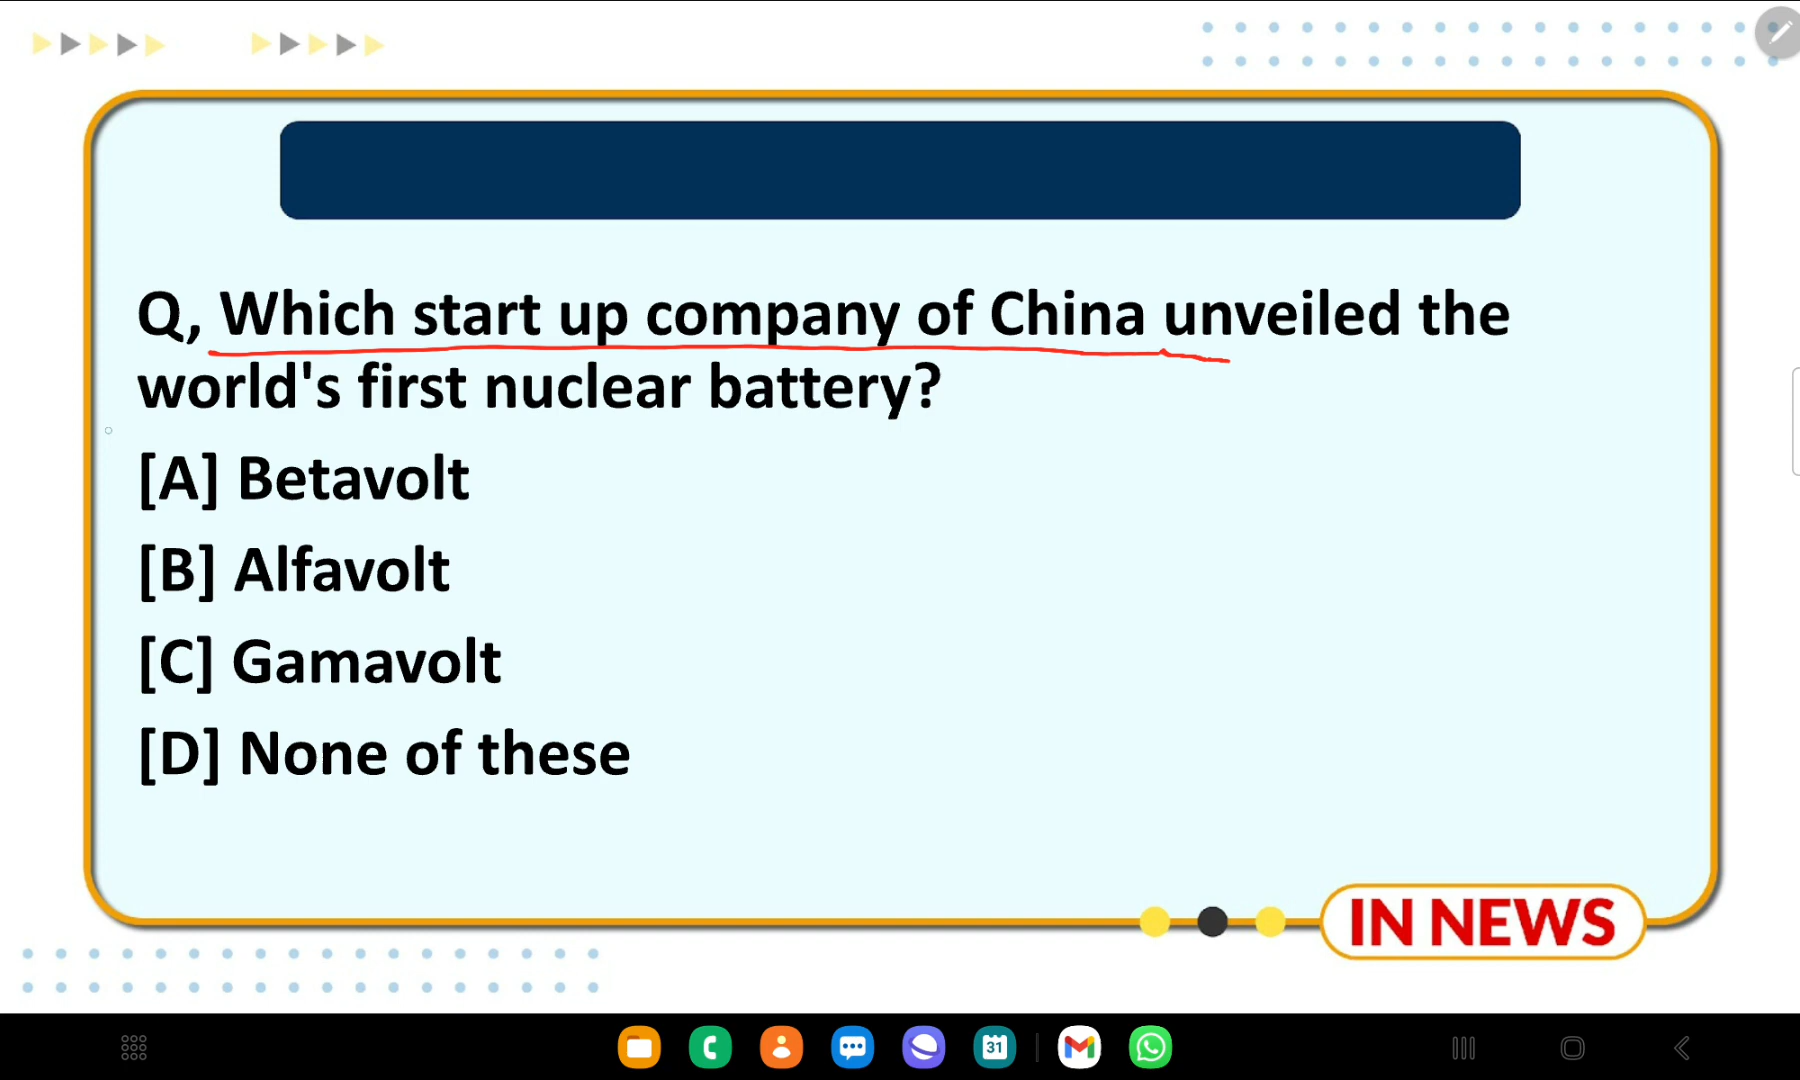 Q, Which start up company of China unveiled the
world's first nuclear battery?
[A] Betavolt
[B] Alfavolt
[C] Gamavolt
[D] None of these
IN NEWS
31